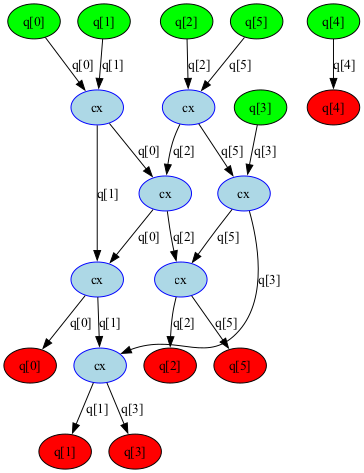 q[0] q[1] q[2] q[5] q[4]
q[0] q[1] q[2] q[5] q[4]
cx cx q[3] q[4]
q[0] q[2] q[5] q[3]
q[1] cx cx
q[0] q[2] q[5]
cx cx q[3]
q[0] q[1] q[2] q[5]
q[0] cx q[2] q[5]
q[1] q[3]
q[1] q[3]